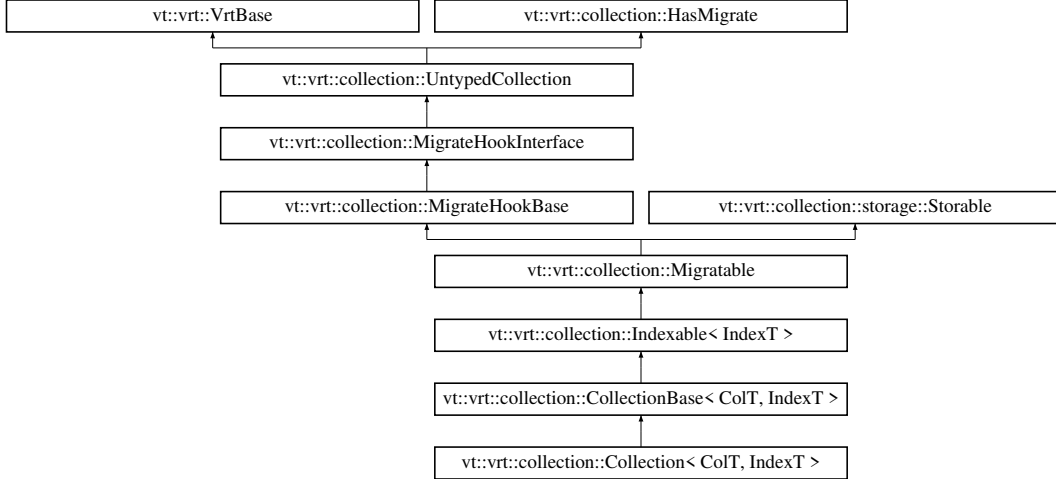 vt::vrt::VrtBase
vt::vrt::collection::HasMigrate
vt::vrt::collection::UntypedCollection
vt::vrt::collection::MigrateHookInterface
vt::vrt::collection::MigrateHookBase
vt::vrt::collection::storage::Storable
vt::vrt::collection::Migratable
vt::vrt::collection::Indexable< IndexT >
vt::vrt::collection::CollectionBase< ColT, IndexT >
vt::vrt::collection::Collection< ColT, IndexT >